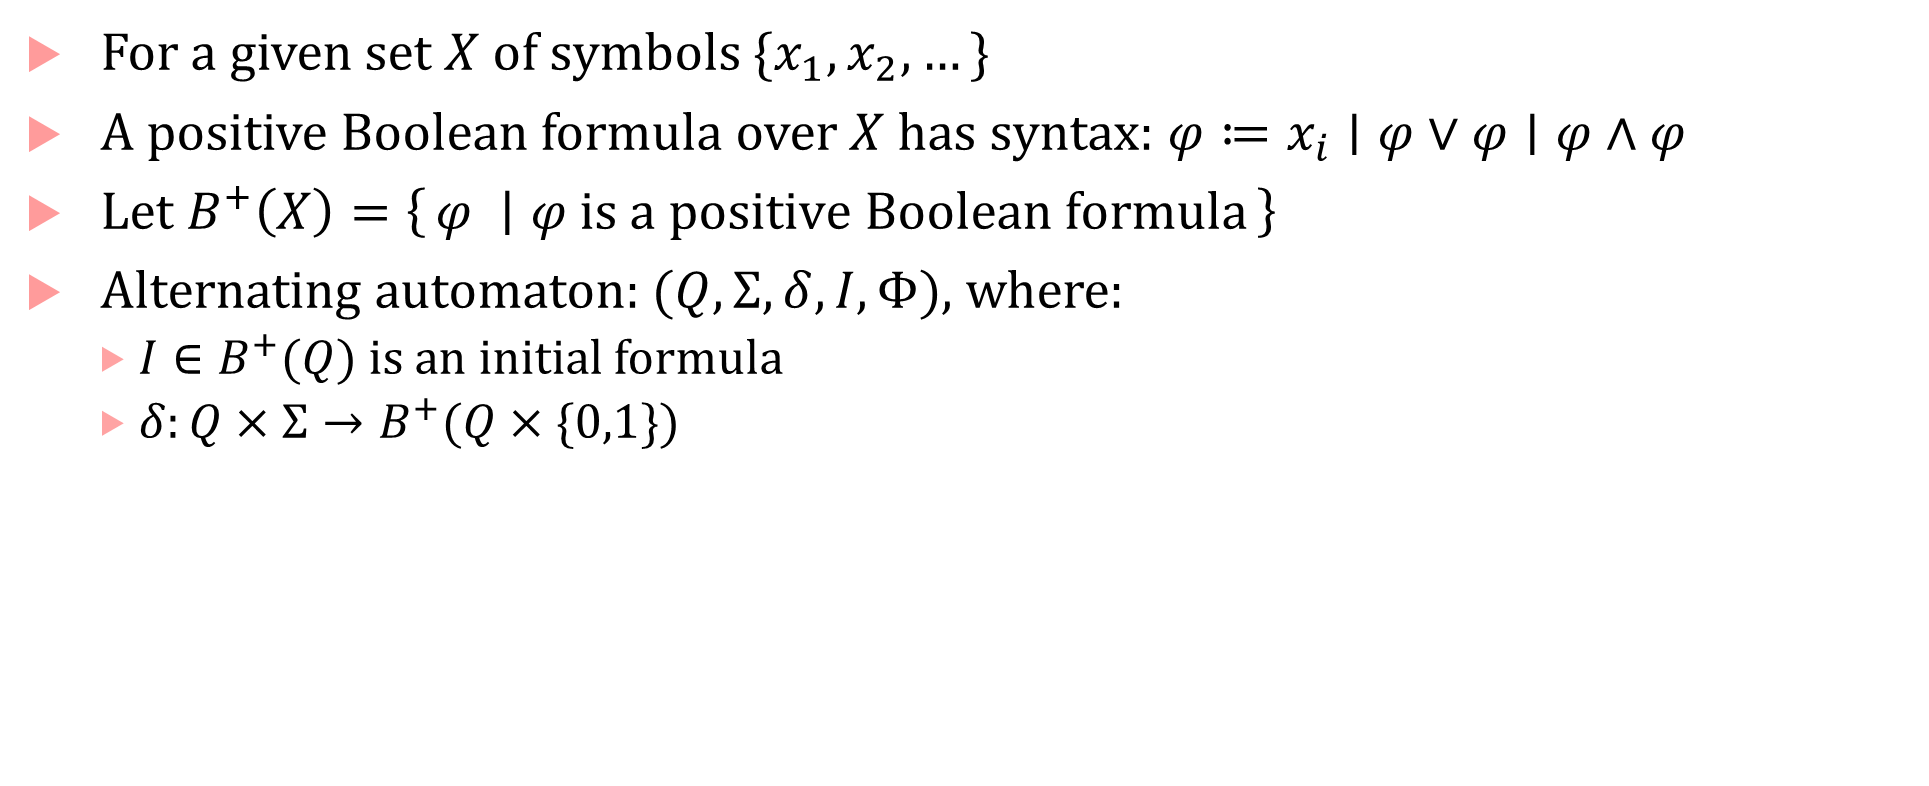 For a given set X of symbols {x₁, x₂, … }
A positive Boolean formula over X has syntax: φ ≔ xᵢ ∣ φ ∨ φ ∣ φ ∧ φ
Let B⁺(X) = { φ ∣ φ is a positive Boolean formula }
Alternating automaton: (Q, Σ, δ, I, Φ), where:
I ∈ B⁺(Q) is an initial formula
δ: Q × Σ → B⁺(Q × {0,1})